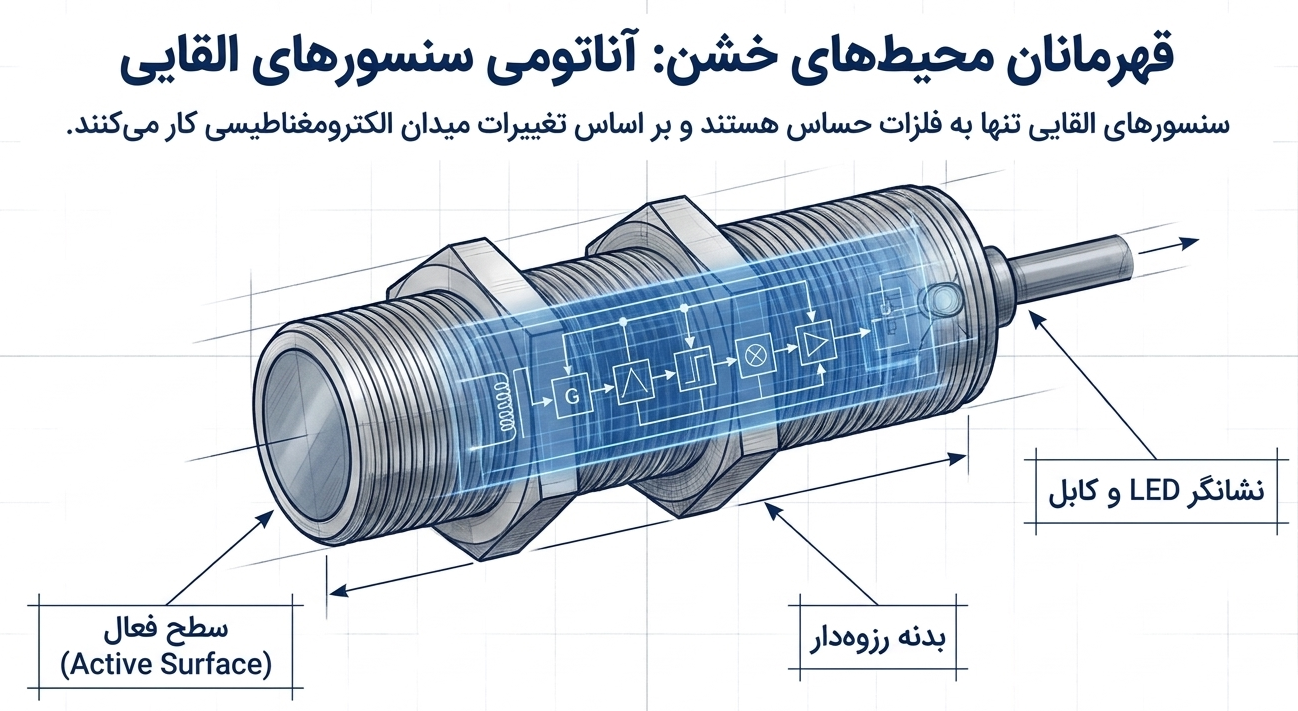 قهرمانان محیط‌های خشن: آناتومی سنسورهای القایی
سنسورهای القایی تنها به فلزات حساس هستند و بر اساس تغییرات میدان الکترومغناطیسی کار می‌کنند.
G
نشانگر LED و کابل
بدنه رزوه‌دار
سطح فعال
(Active Surface)